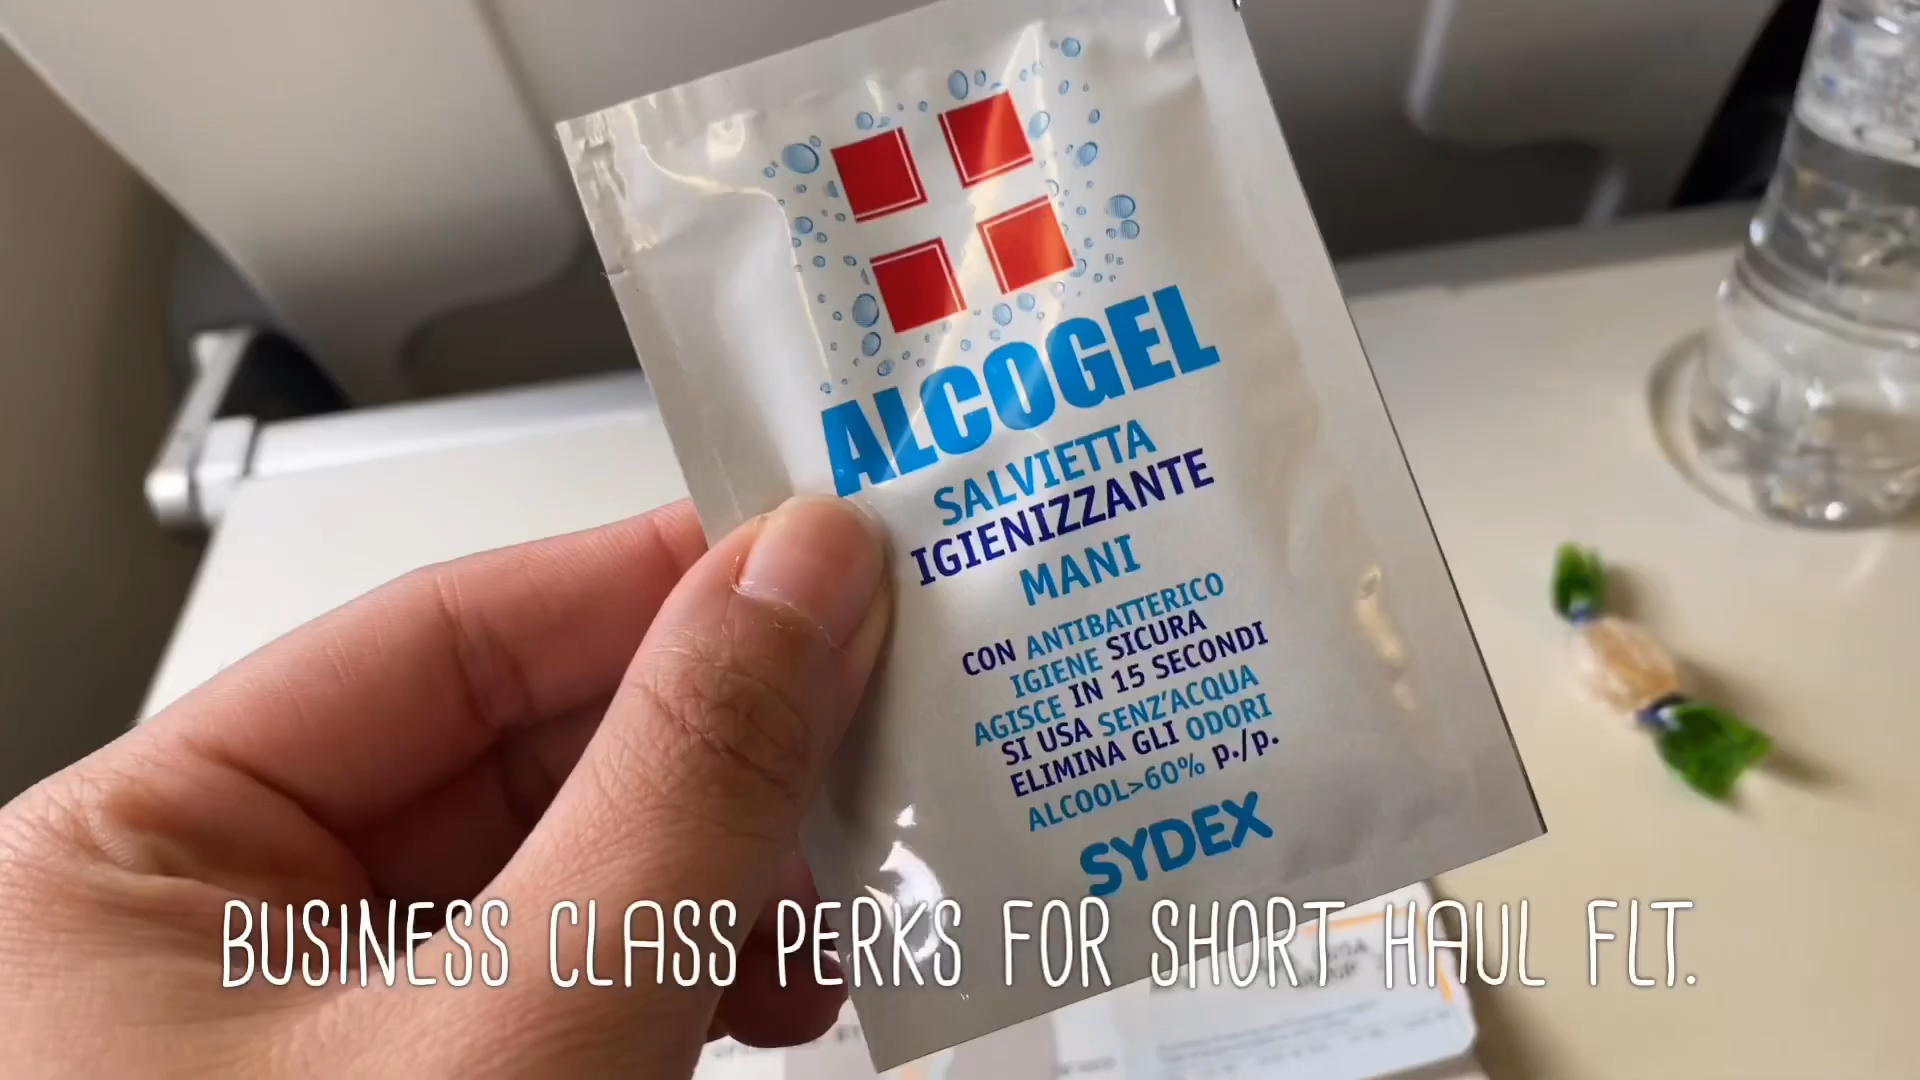 ALCOGEL
SALVIETTA
IGIENIZZANTE
MANI
CON ANTIBATTERICO
IGIENE SICURA
AGISCE IN 15 SECONDI
SI USA SENZ'ACQUA
ELIMINA GLI ODORI
ALCOOL>60% p./p.
SYDEX
BUSINESS CLASS PERKS FOR SHORT HAUL FLT.